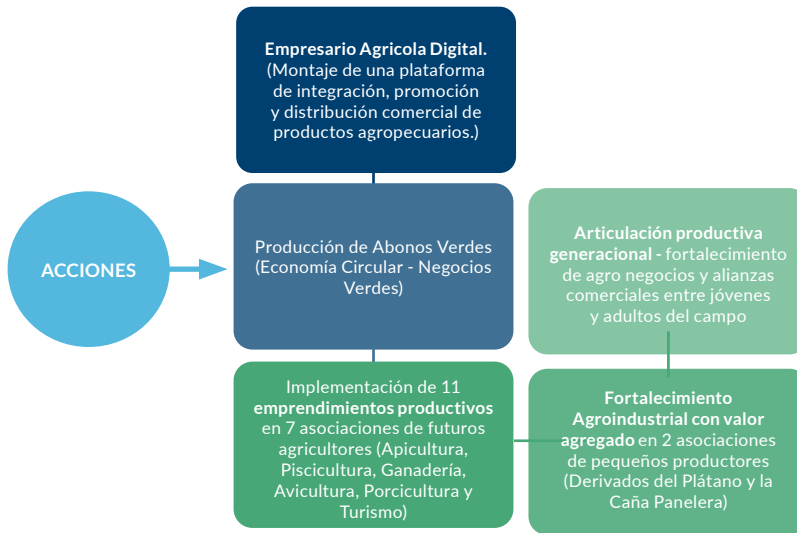 Empresario Agricola Digital.
(Montaje de una plataforma
de integración, promoción
y distribución comercial de
productos agropecuarios.)
ACCIONES
Producción de Abonos Verdes
(Economía Circular - Negocios
Verdes)
Articulación productiva
generacional - fortalecimiento
de agro negocios y alianzas
comerciales entre jóvenes
y adultos del campo
Implementación de 11
emprendimientos productivos
en 7 asociaciones de futuros
agricultores (Apicultura,
Piscicultura, Ganadería,
Avicultura, Porcicultura y
Turismo)
Fortalecimiento
Agroindustrial con valor
agregado en 2 asociaciones
de pequeños productores
(Derivados del Plátano y la
Caña Panelera)